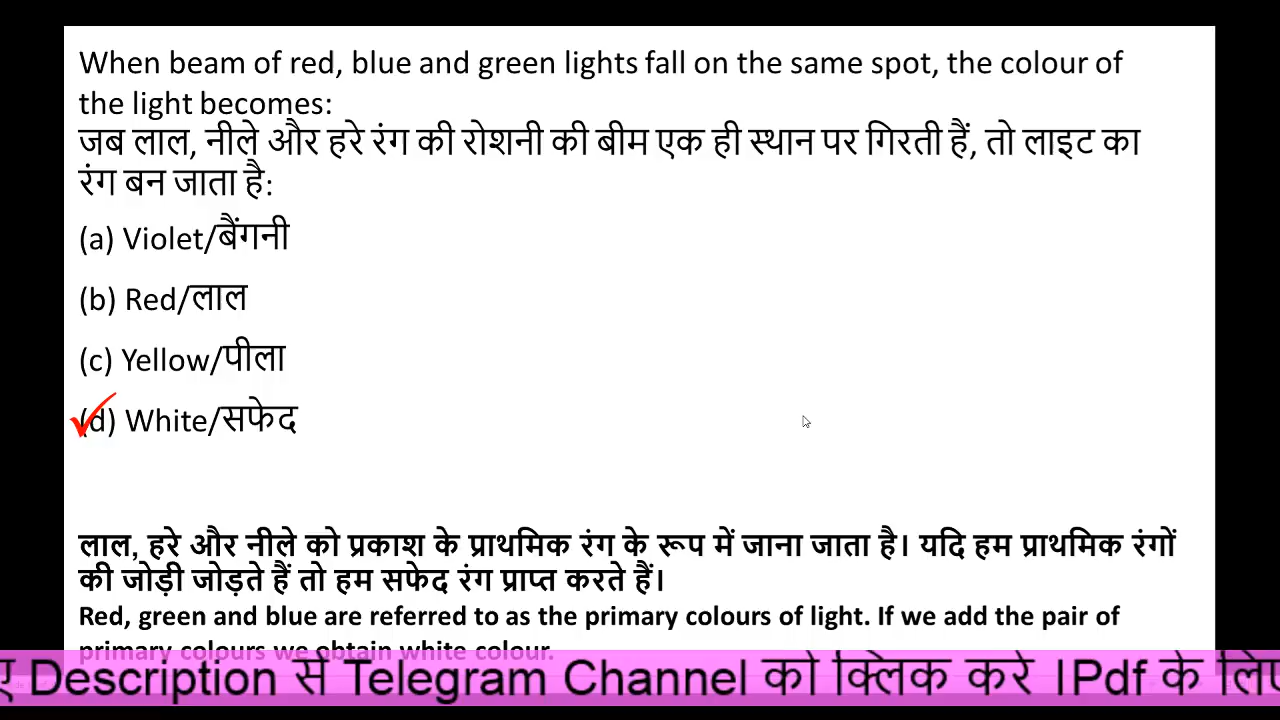 When beam of red, blue and green lights fall on the same spot, the colour of
the light becomes:
जब लाल, नीले और हरे रंग की रोशनी की बीम एक ही स्थान पर गिरती हैं, तो लाइट का
रंग बन जाता है:
(a) Violet/बैंगनी
(b) Red/लाल
(c) Yellow/पीला
(d) White/सफेद
लाल, हरे और नीले को प्रकाश के प्राथमिक रंग के रूप में जाना जाता है। यदि हम प्राथमिक रंगों
की जोड़ी जोड़ते हैं तो हम सफेद रंग प्राप्त करते हैं।
Red, green and blue are referred to as the primary colours of light. If we add the pair of
primary colours we obtain white colour.
ए Description से Telegram Channel को क्लिक करे ।Pdf के लिए